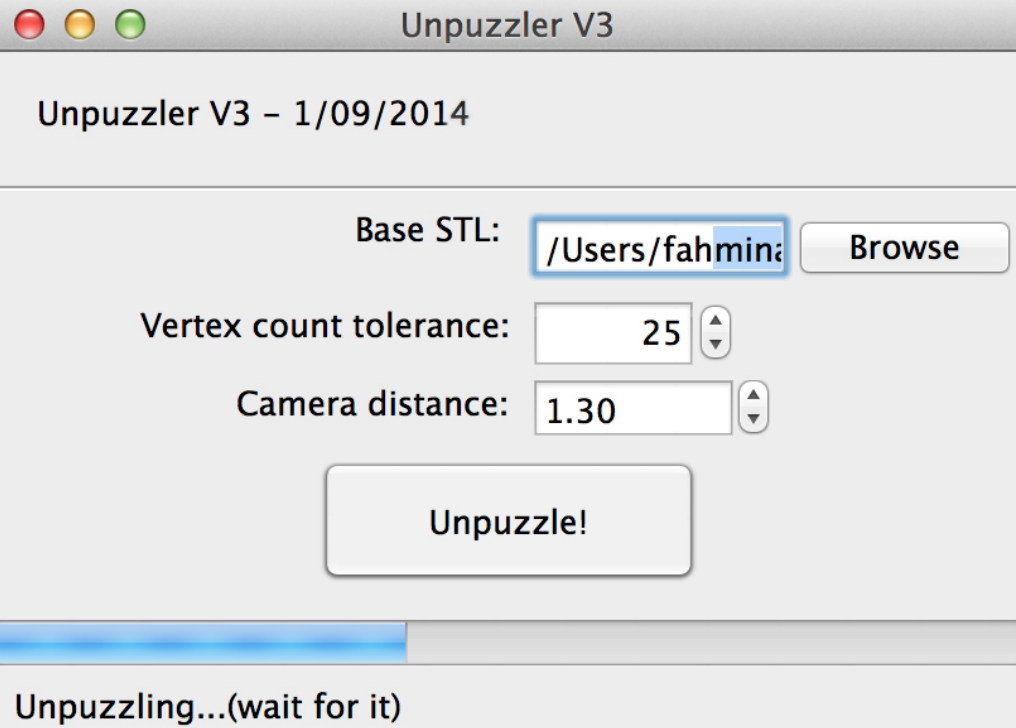 Unpuzzler V3
Unpuzzler V3 – 1/09/2014
Base STL: /Users/fahmina Browse
Vertex count tolerance: 25
Camera distance: 1.30
Unpuzzle!
Unpuzzling...(wait for it)